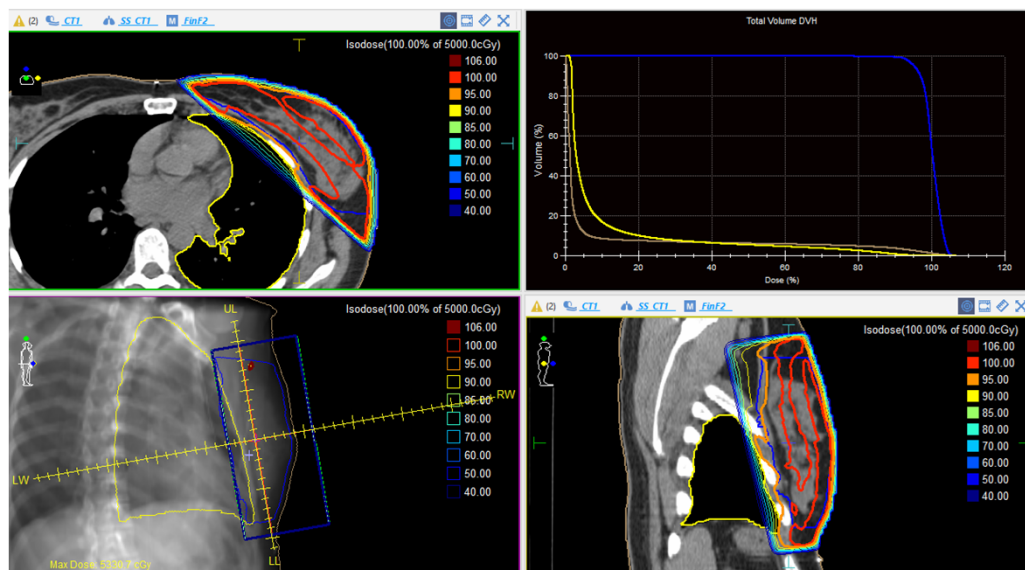 (2) CT1 SS_CT1 M FinF2
Isodose(100.00% of 5000.0cGy)
106.00
100.00
95.00
90.00
85.00
80.00
70.00
60.00
50.00
40.00
Total Volume DVH
Volume (%)
100
80
60
40
20
0
0 20 40 60 80 100 120
Dose (%)
UL
RW
LW
LL
Isodose(100.00% of 5000.0cGy)
106.00
100.00
95.00
90.00
85.00
80.00
70.00
60.00
50.00
40.00
Max Dose: 5330.7 cGy
(2) CT1 SS_CT1 M FinF2
Isodose(100.00% of 5000.0cGy)
106.00
100.00
95.00
90.00
85.00
80.00
70.00
60.00
50.00
40.00